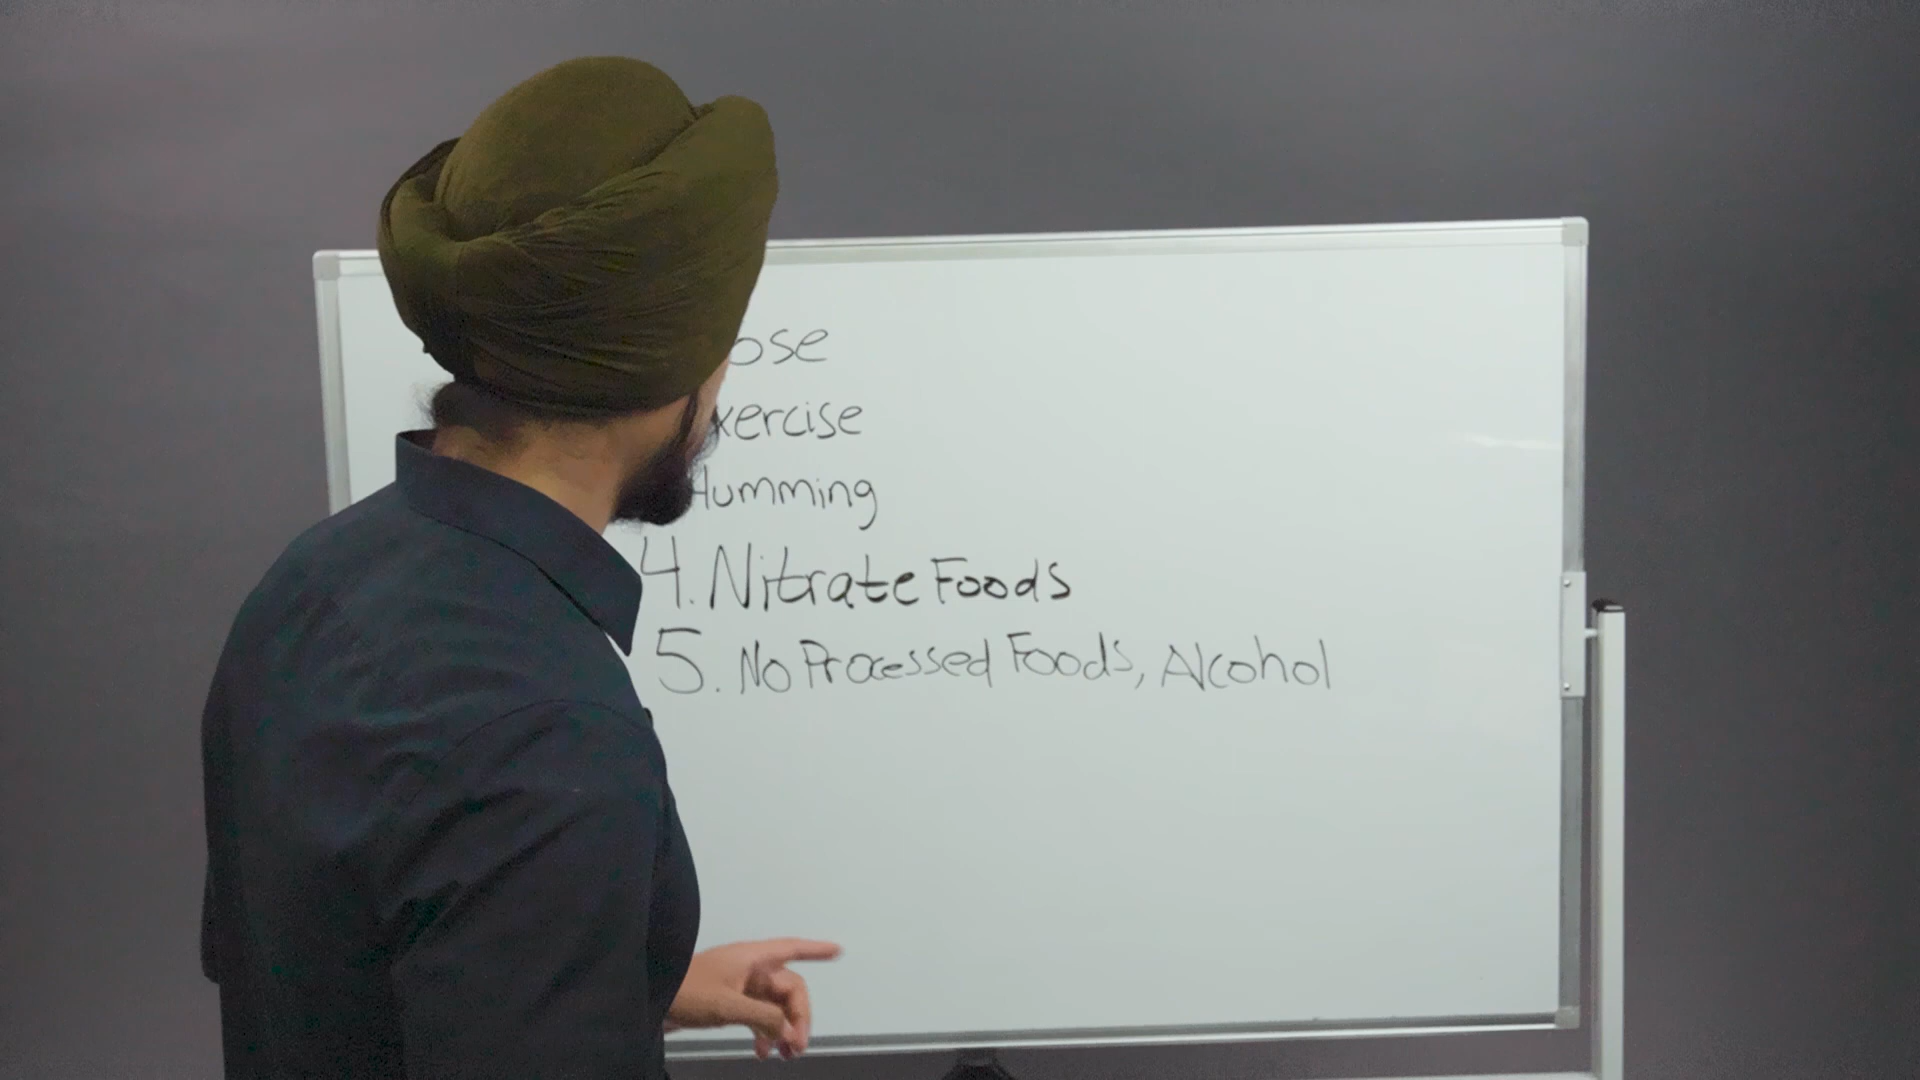 ose
xercise
Humming
4. Nitrate Foods
5. No Processed Foods, Alcohol